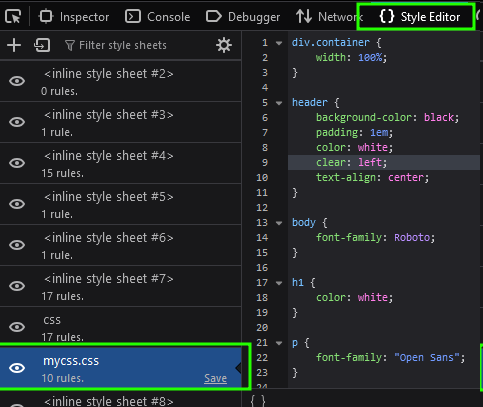 Inspector Console Debugger Network {} Style Editor
Filter style sheets
<inline style sheet #2>
0 rules.
<inline style sheet #3>
1 rule.
<inline style sheet #4>
15 rules.
<inline style sheet #5>
1 rule.
<inline style sheet #6>
1 rule.
<inline style sheet #7>
17 rules.
css
17 rules.
mycss.css
10 rules. Save
<inline style sheet #8>
1 div.container {
2 width: 100%;
3 }
4
5 header {
6 background-color: black;
7 padding: 1em;
8 color: white;
9 clear: left;
10 text-align: center;
11 }
12
13 body {
14 font-family: Roboto;
15 }
16
17 h1 {
18 color: white;
19 }
20
21 p {
22 font-family: "Open Sans";
23 }
24
{ }